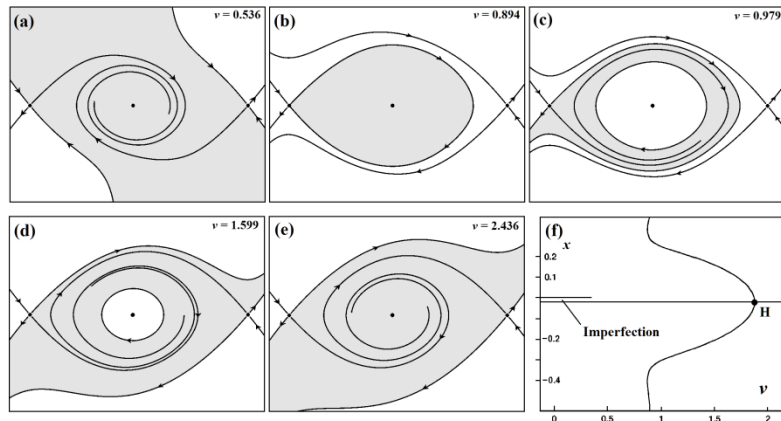 (a) v = 0.536
(b) v = 0.894
(c) v = 0.979
(d) v = 1.599
(e) v = 2.436
(f) x
0.2
0.1
-0.2
-0.4
H
Imperfection
v
0 0.5 1 1.5 2